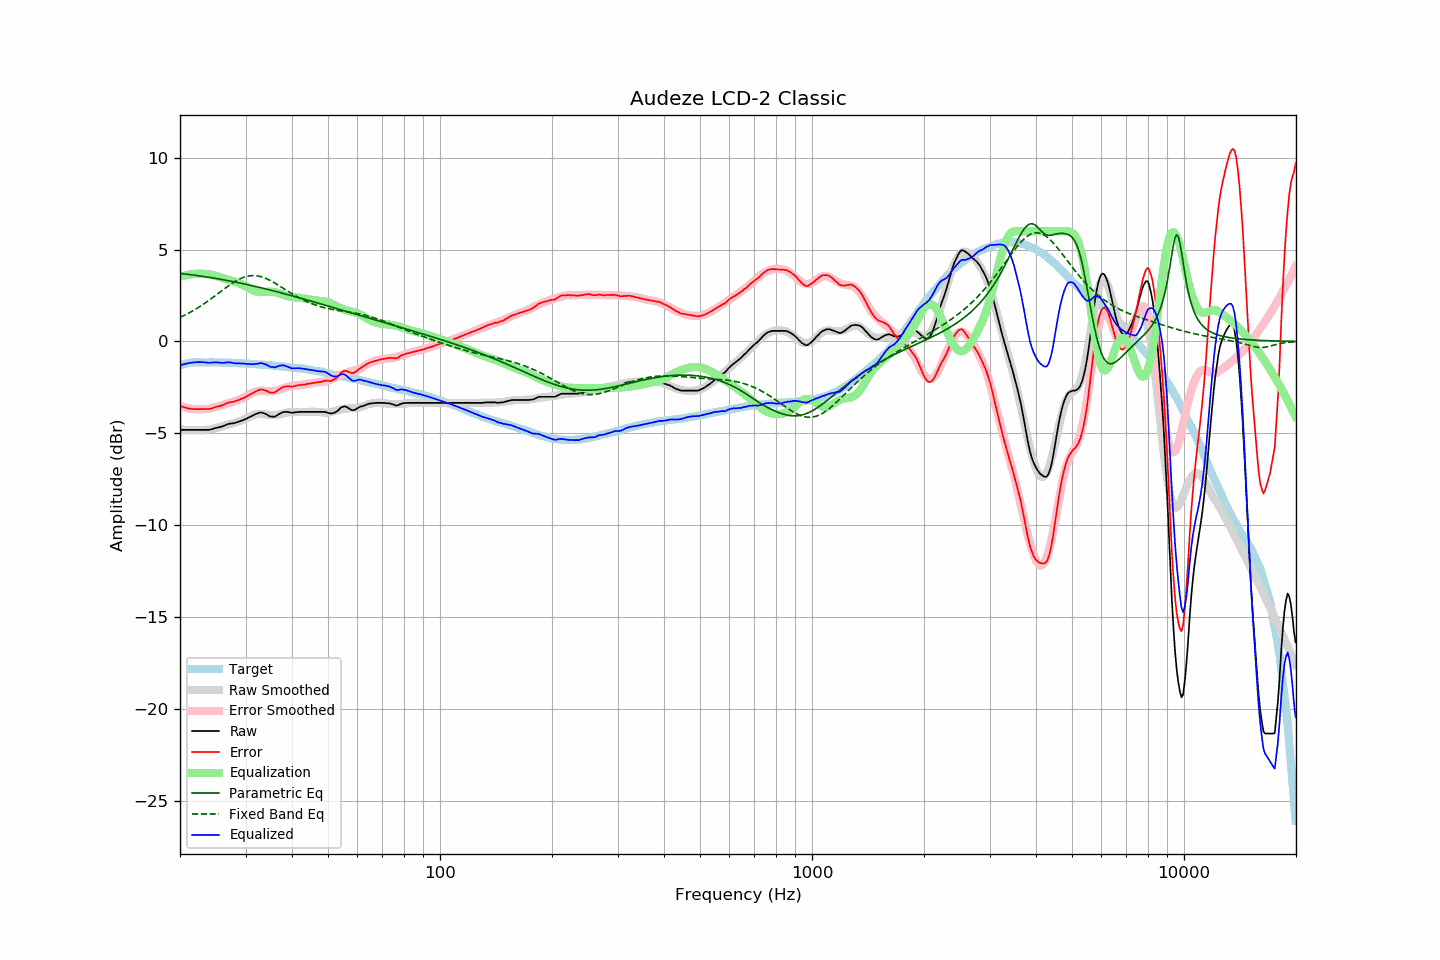 Audeze LCD-2 Classic
Amplitude (dBr)
10
5
0
−5
−10
−15
−20
−25
Target
Raw Smoothed
Error Smoothed
Raw
Error
Equalization
Parametric Eq
Fixed Band Eq
Equalized
100
1000
10000
Frequency (Hz)